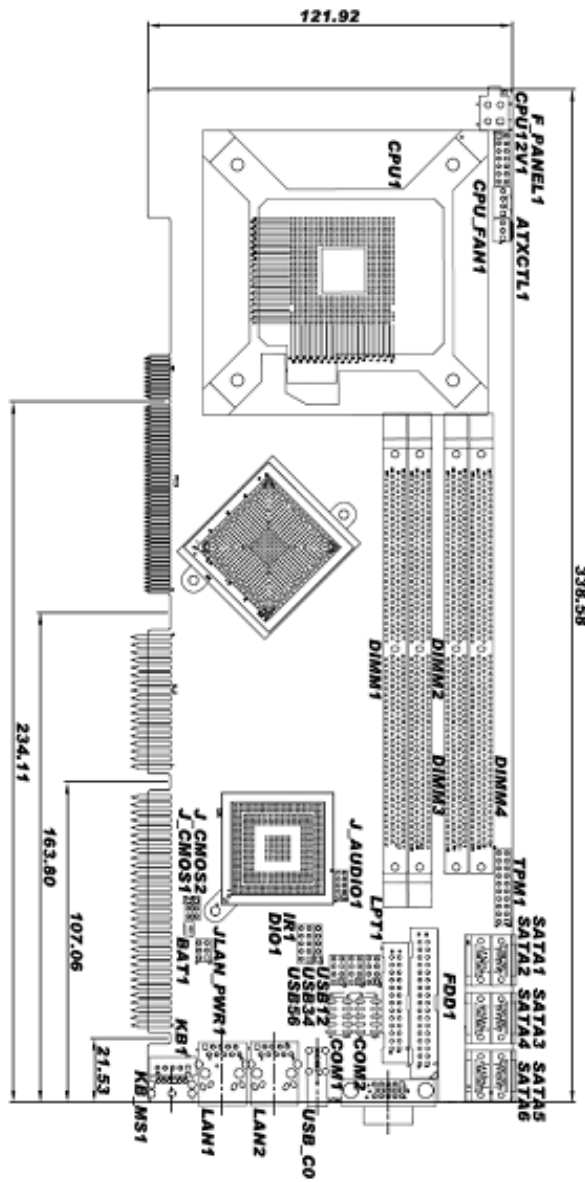 121.92
F_PANEL1
CPU12V1
CPU1
CPU_FAN1
ATXCTL1
338.58
DIMM1
DIMM2
DIMM3
DIMM4
234.11
163.80
107.06
21.53
J_CMOS2
J_CMOS1
BAT1
JLAN_PWR1
J_AUDIO1
IR1
DIO1
LPT1
TPM1
SATA1
SATA2
SATA3
SATA4
SATA5
SATA6
FDD1
USB12
USB34
USB56
COM2
COM1
KB1
KB_MS1
LAN1
LAN2
USB_C0